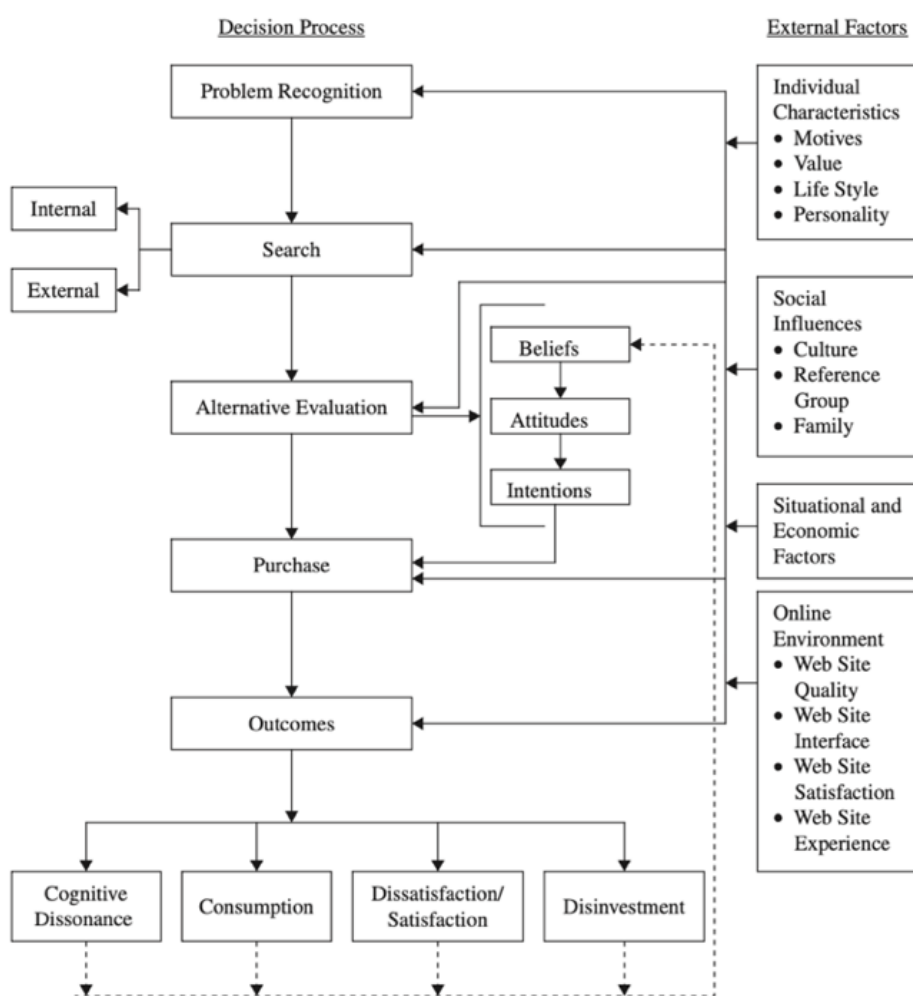 Decision Process
External Factors
Problem Recognition
Individual
Characteristics
• Motives
• Value
• Life Style
• Personality
Internal
Search
External
Social
Influences
• Culture
• Reference
Group
• Family
Beliefs
Alternative Evaluation
Attitudes
Intentions
Situational and
Economic
Factors
Purchase
Online
Environment
• Web Site
Quality
• Web Site
Interface
• Web Site
Satisfaction
• Web Site
Experience
Outcomes
Cognitive
Dissonance
Consumption
Dissatisfaction/
Satisfaction
Disinvestment